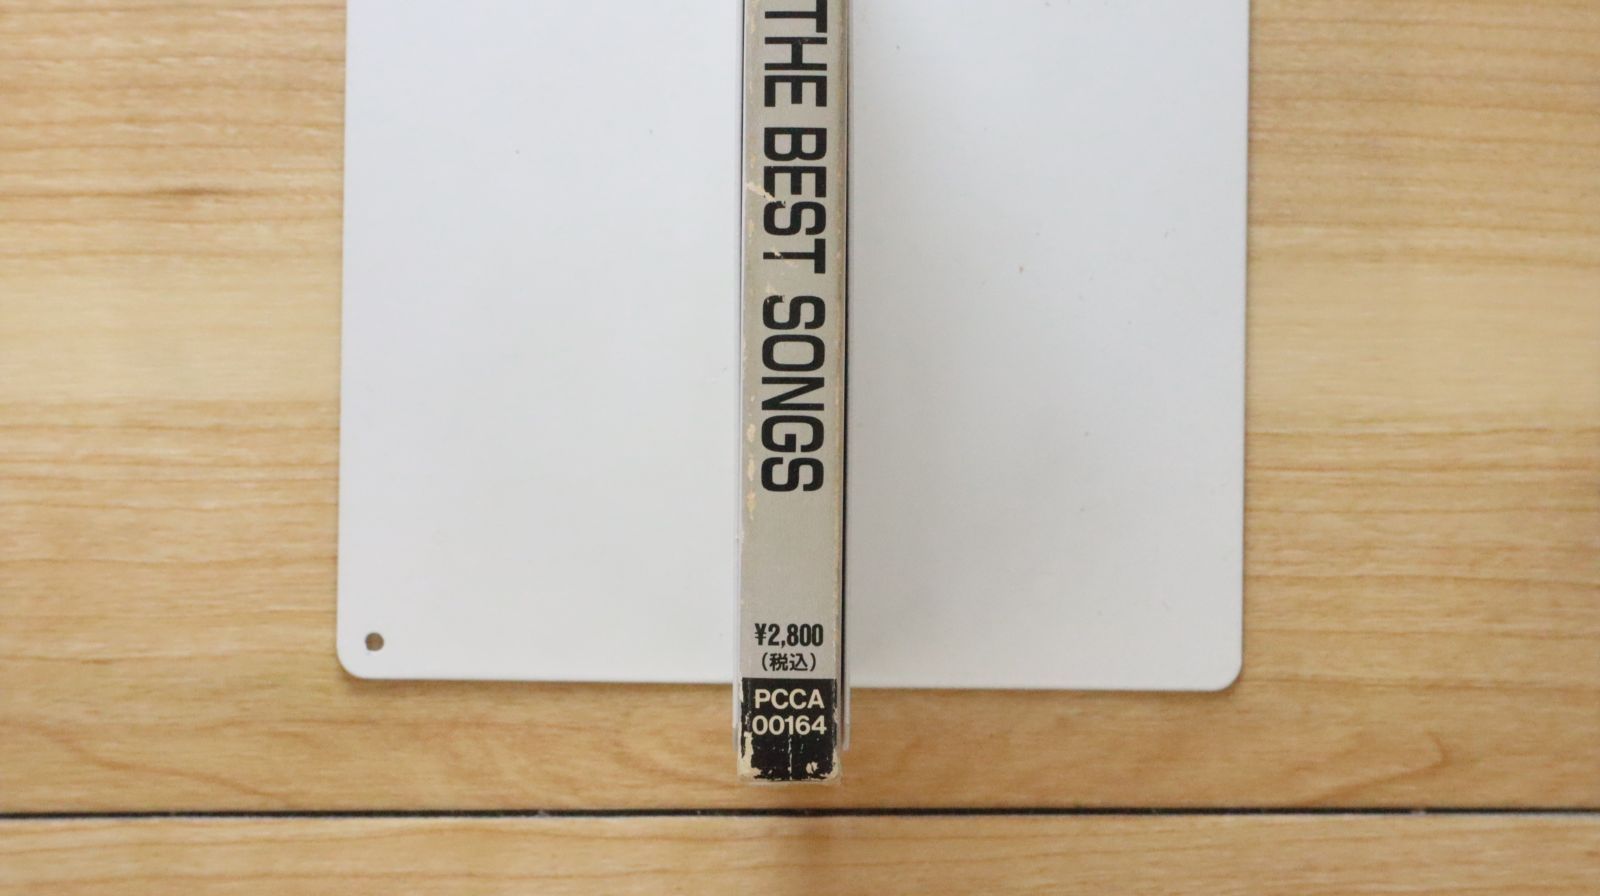 THE BEST SONGS
¥2,800
(税込)
PCCA
00164